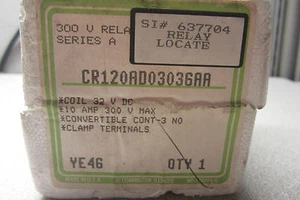 300 V RELA
SERIES A
SI# 637704
RELAY
LOCATE
CR120AD03036AA
*COIL 32 V DC
*10 AMP 300 V MAX
*CONVERTIBLE CONT-3 NO
*CLAMP TERMINALS
YE46 QTY 1